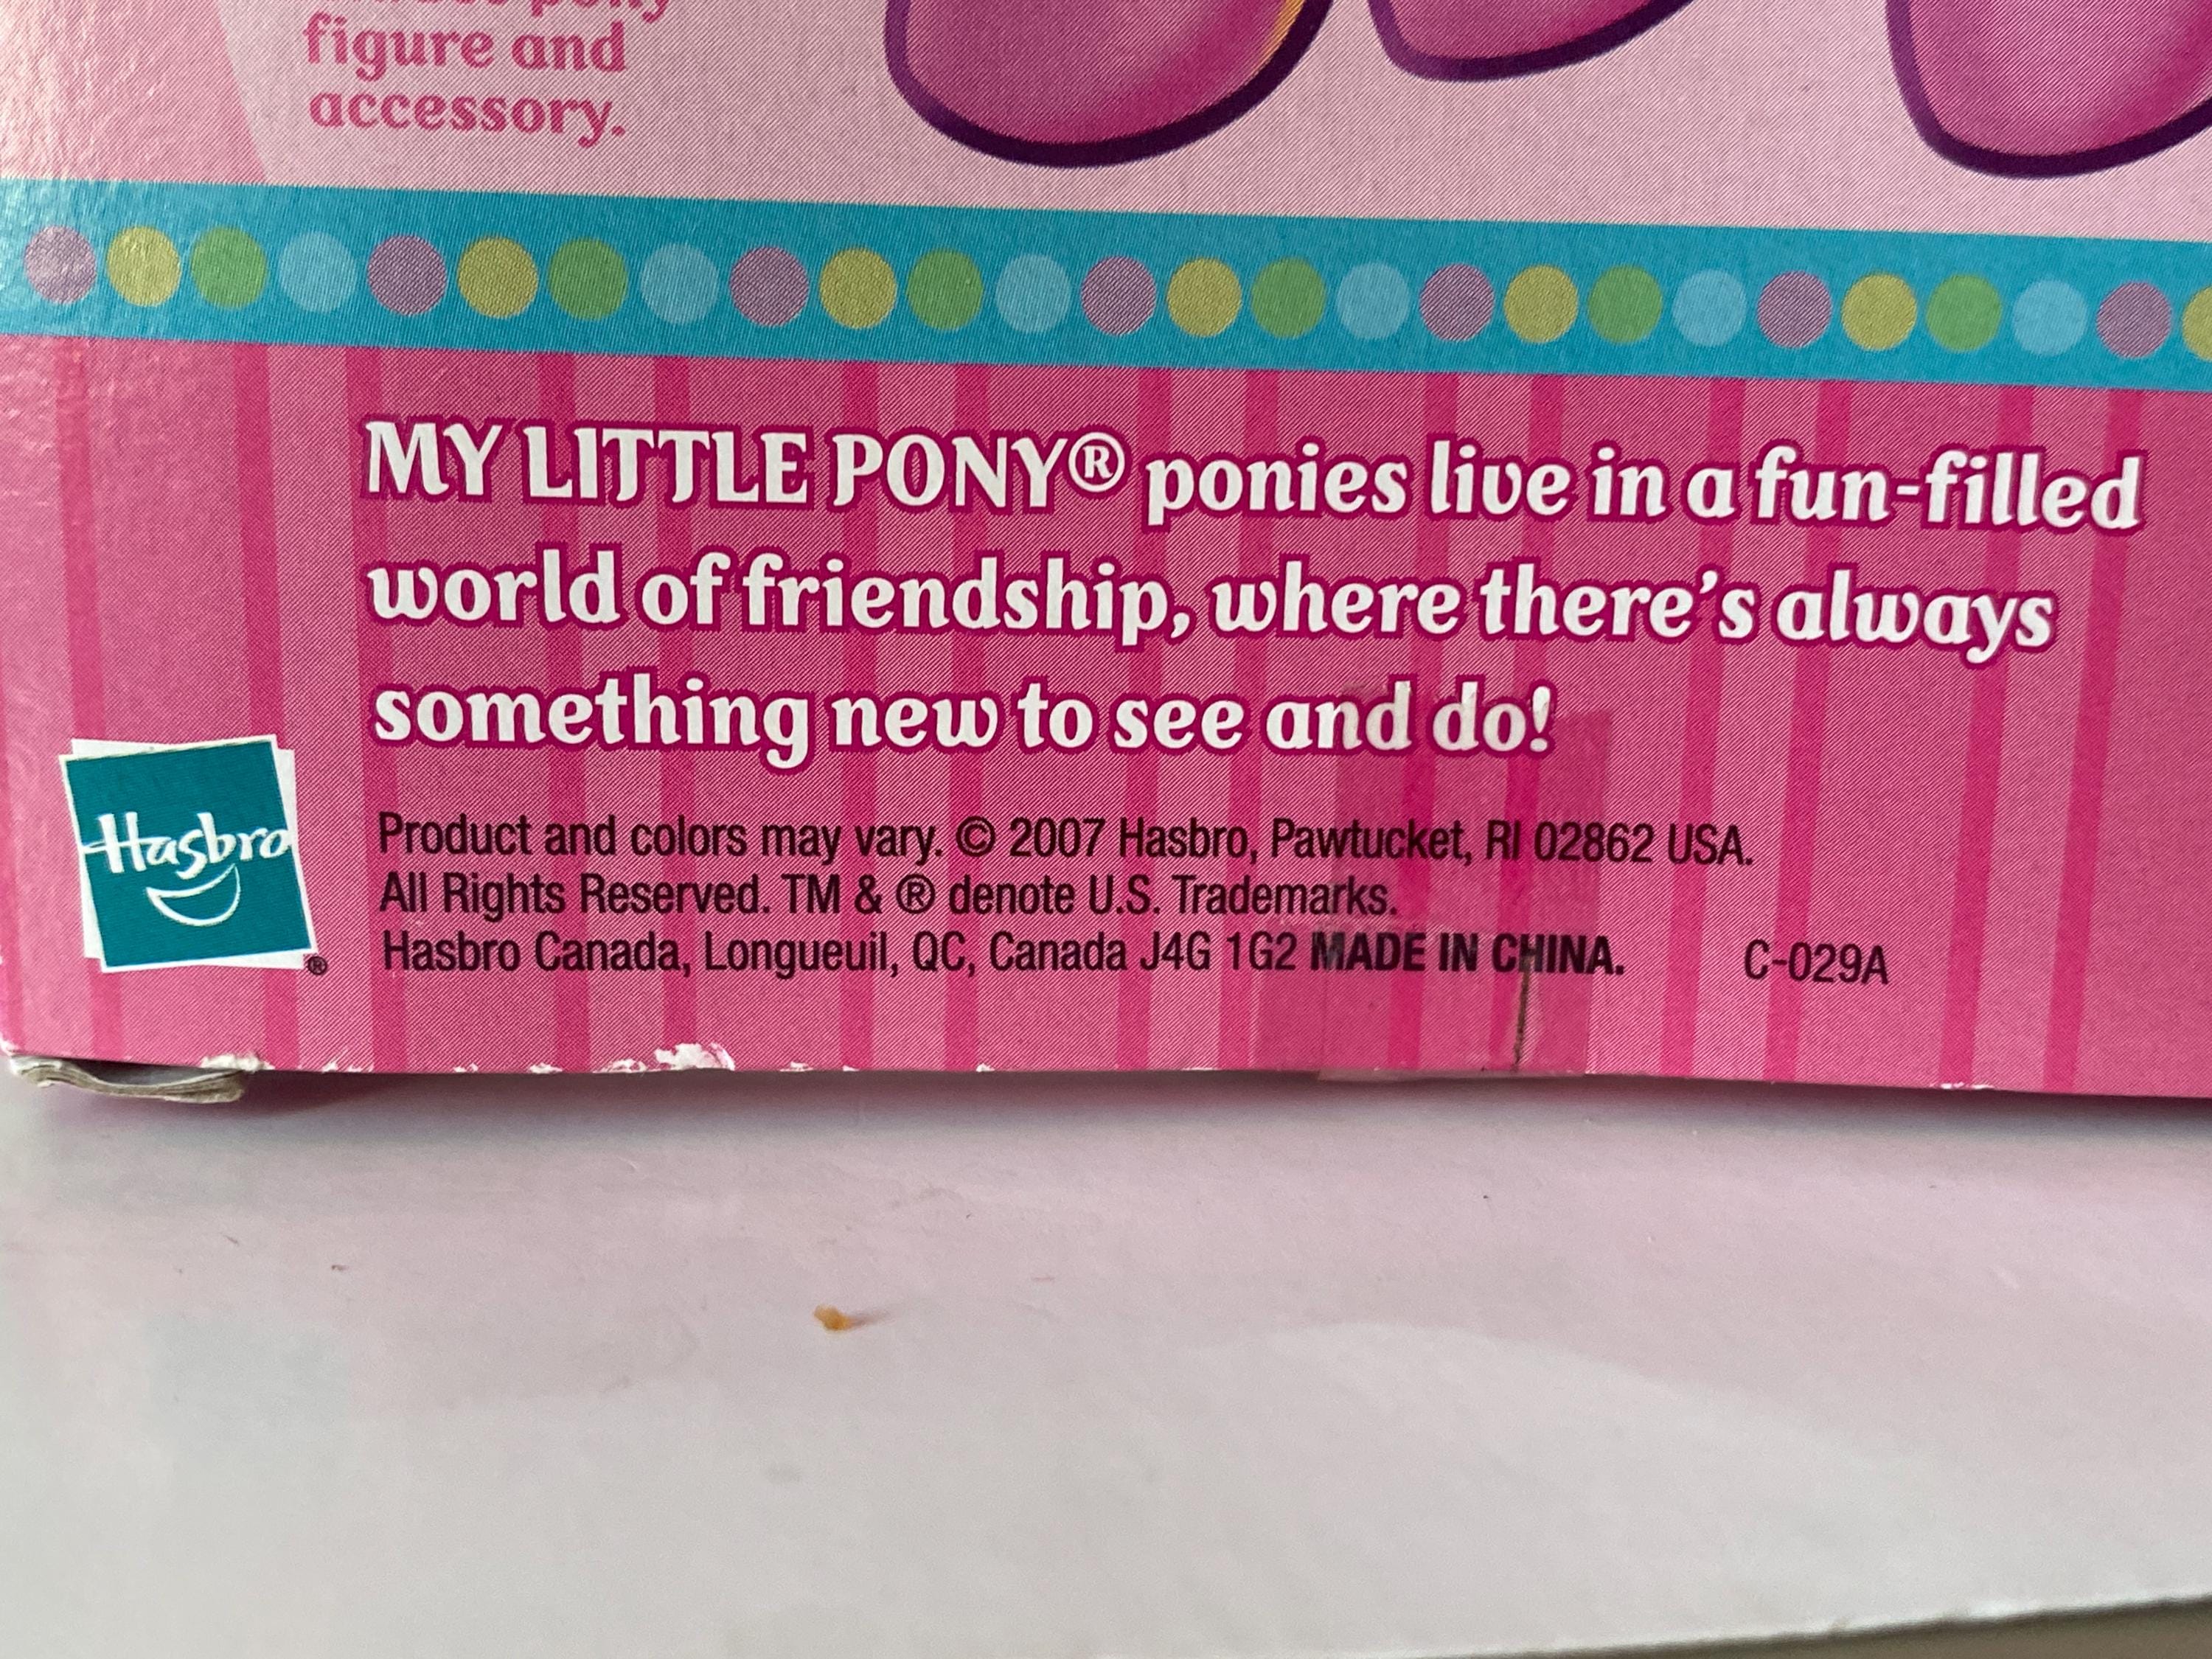 pony
figure and
accessory.
MY LITTLE PONY® ponies live in a fun-filled
world of friendship, where there's always
something new to see and do!
Hasbro
®
Product and colors may vary. © 2007 Hasbro, Pawtucket, RI 02862 USA.
All Rights Reserved. TM & ® denote U.S. Trademarks.
Hasbro Canada, Longueuil, QC, Canada J4G 1G2 MADE IN CHINA. C-029A